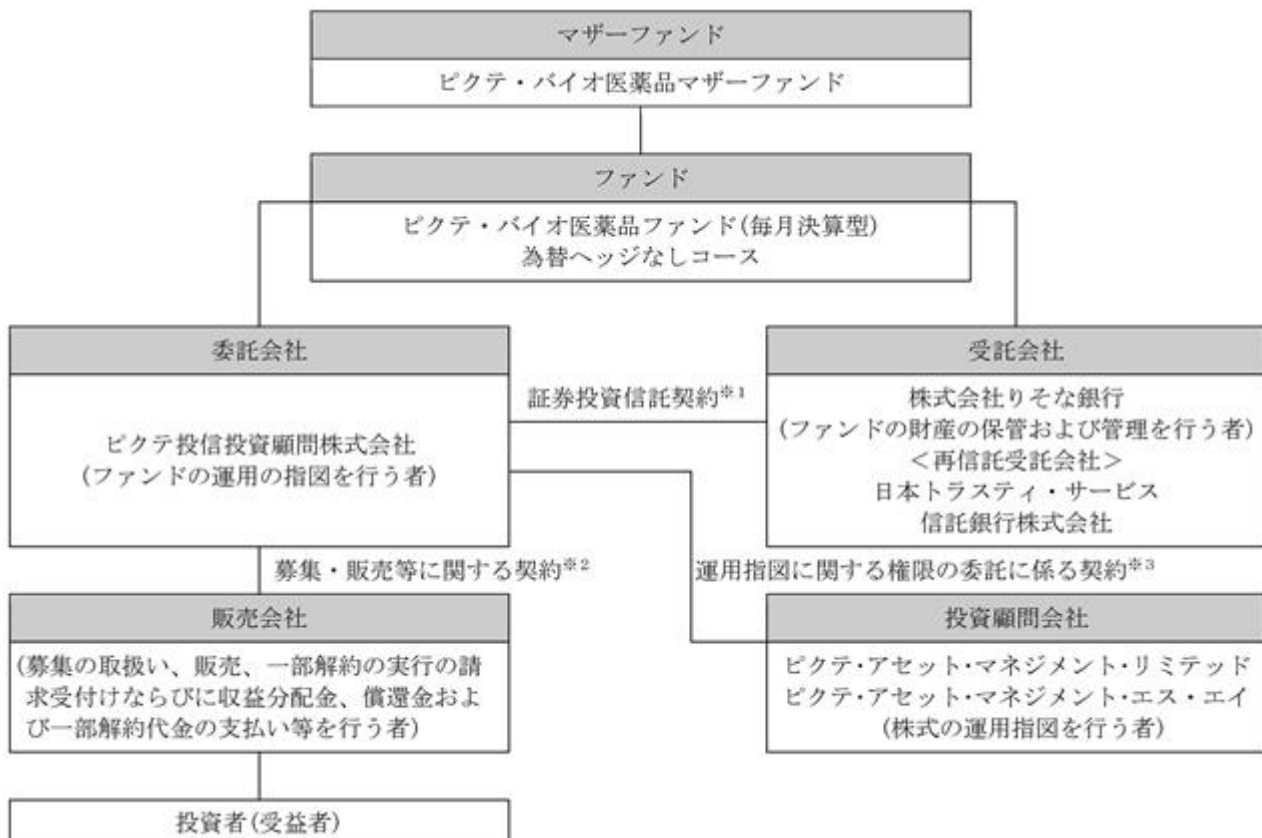 マザーファンド
ピクテ・バイオ医薬品マザーファンド
ファンド
ピクテ・バイオ医薬品ファンド(毎月決算型)
為替ヘッジなしコース
委託会社
ピクテ投信投資顧問株式会社
(ファンドの運用の指図を行う者)
証券投資信託契約※1
受託会社
株式会社りそな銀行
(ファンドの財産の保管および管理を行う者)
<再信託受託会社>
日本トラスティ・サービス
信託銀行株式会社
募集・販売等に関する契約※2
運用指図に関する権限の委託に係る契約※3
販売会社
(募集の取扱い、販売、一部解約の実行の請
求受付けならびに収益分配金、償還金およ
び一部解約代金の支払い等を行う者)
投資顧問会社
ピクテ・アセット・マネジメント・リミテッド
ピクテ・アセット・マネジメント・エス・エイ
(株式の運用指図を行う者)
投資者(受益者)